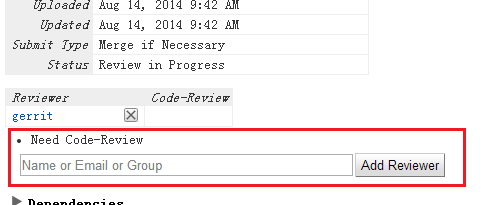 Uploaded Aug 14, 2014 9:42 AM
Updated Aug 14, 2014 9:42 AM
Submit Type Merge if Necessary
Status Review in Progress
Reviewer Code-Review
gerrit
• Need Code-Review
Name or Email or Group Add Reviewer
Dependencies